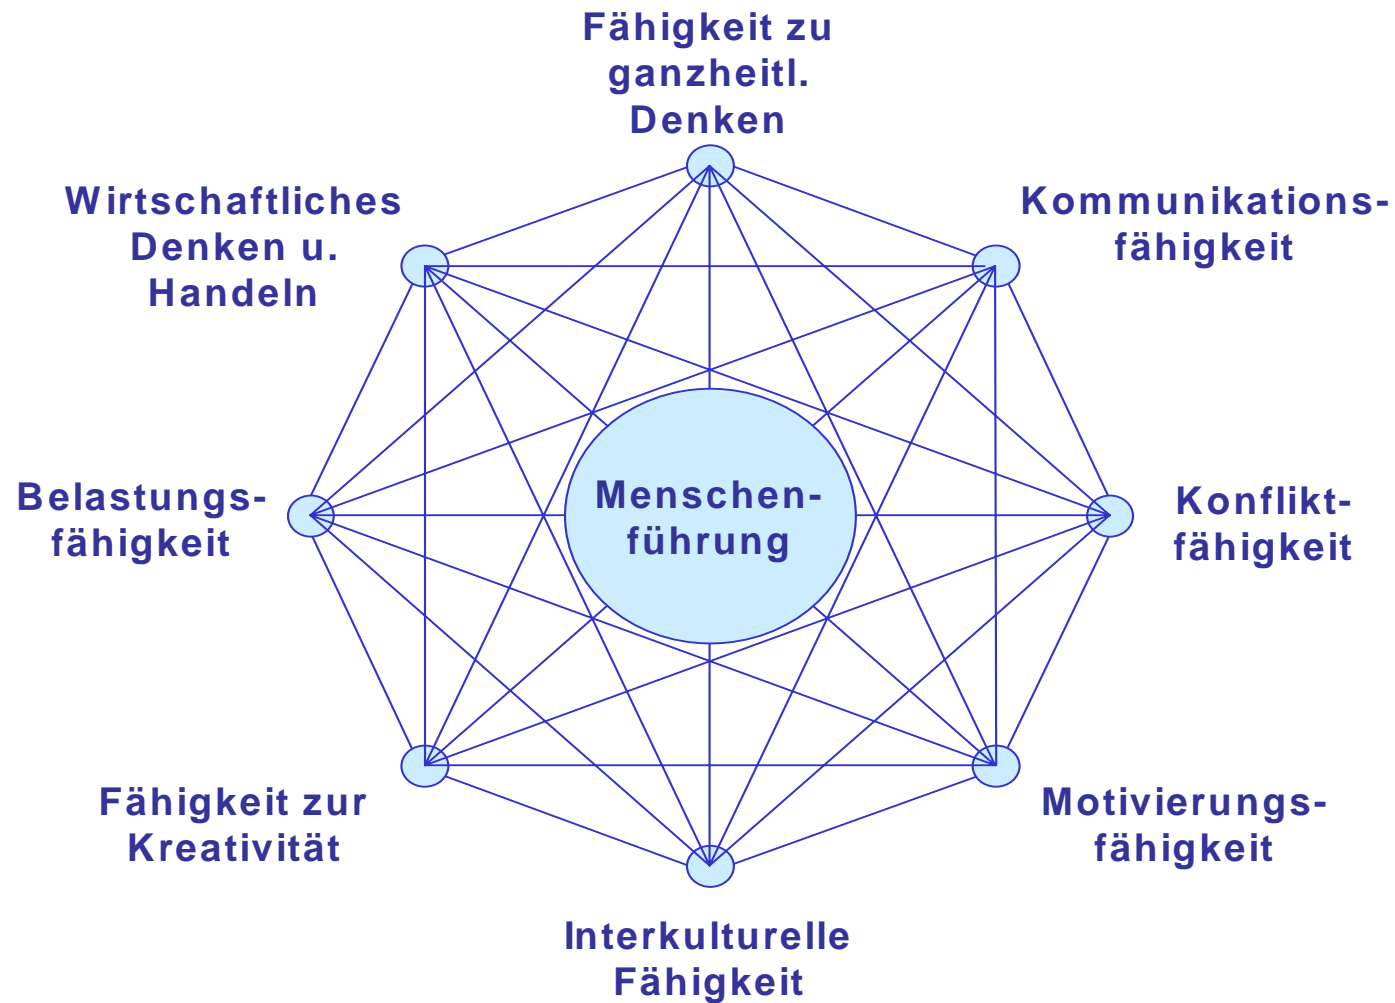 Fähigkeit zu
ganzheitl.
Denken
Wirtschaftliches
Denken u.
Handeln
Kommunikations-
fähigkeit
Belastungs-
fähigkeit
Menschen-
führung
Konflikt-
fähigkeit
Fähigkeit zur
Kreativität
Motivierungs-
fähigkeit
Interkulturelle
Fähigkeit